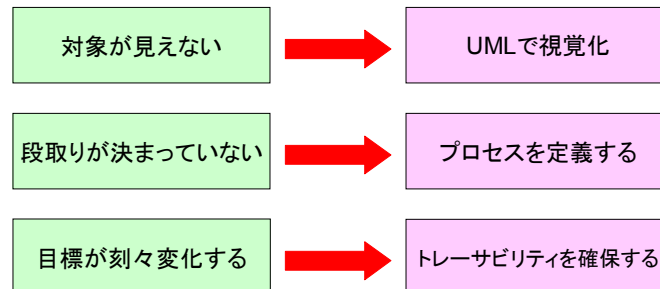 対象が見えない
UMLで視覚化
段取りが決まっていない
プロセスを定義する
目標が刻々変化する
トレーサビリティを確保する